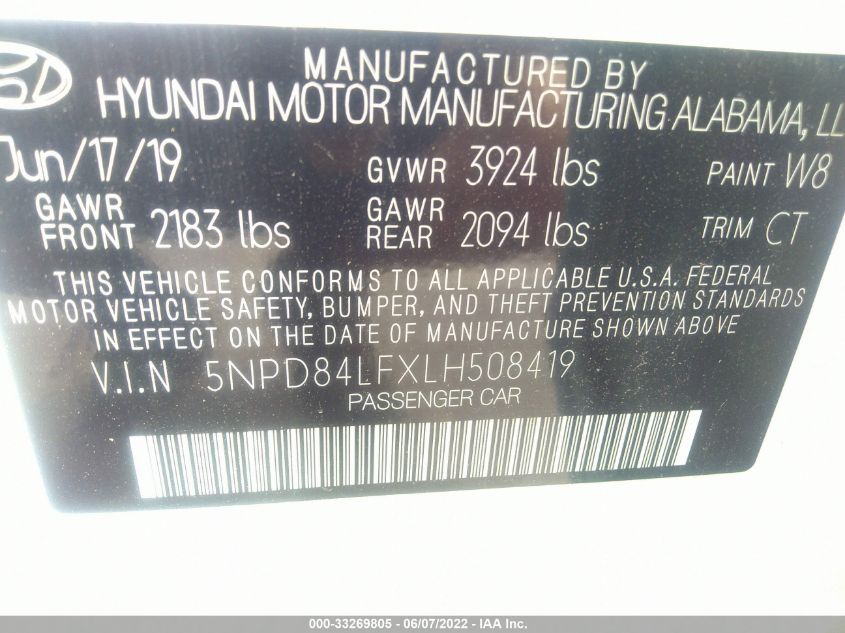 MANUFACTURED BY
HYUNDAI MOTOR MANUFACTURING ALABAMA, LL
Jun/17/19 GVWR 3924 lbs PAINT W8
GAWR FRONT 2183 lbs GAWR REAR 2094 lbs TRIM CT
THIS VEHICLE CONFORMS TO ALL APPLICABLE U.S.A. FEDERAL
MOTOR VEHICLE SAFETY, BUMPER, AND THEFT PREVENTION STANDARDS
IN EFFECT ON THE DATE OF MANUFACTURE SHOWN ABOVE
V.I.N 5NPD84LFXLH508419
PASSENGER CAR
000-33269805 - 06/07/2022 - IAA Inc.